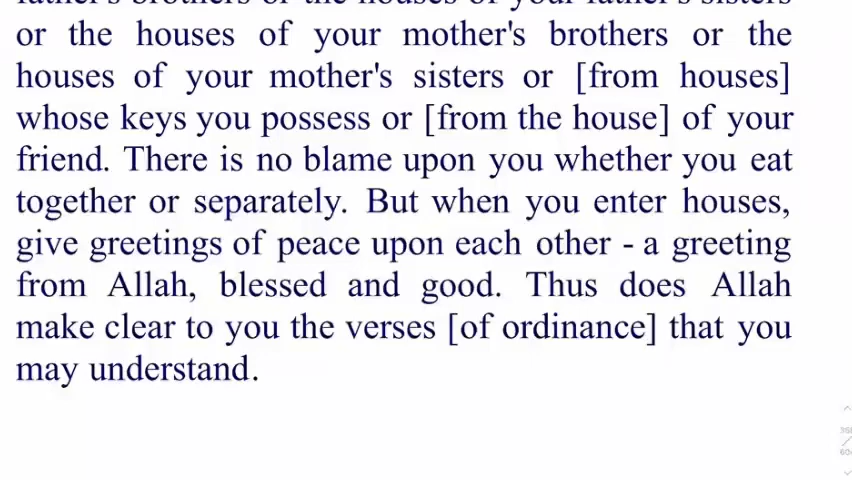 father's brothers or the houses of your father's sisters
or the houses of your mother's brothers or the
houses of your mother's sisters or [from houses]
whose keys you possess or [from the house] of your
friend. There is no blame upon you whether you eat
together or separately. But when you enter houses,
give greetings of peace upon each other - a greeting
from Allah, blessed and good. Thus does Allah
make clear to you the verses [of ordinance] that you
may understand.